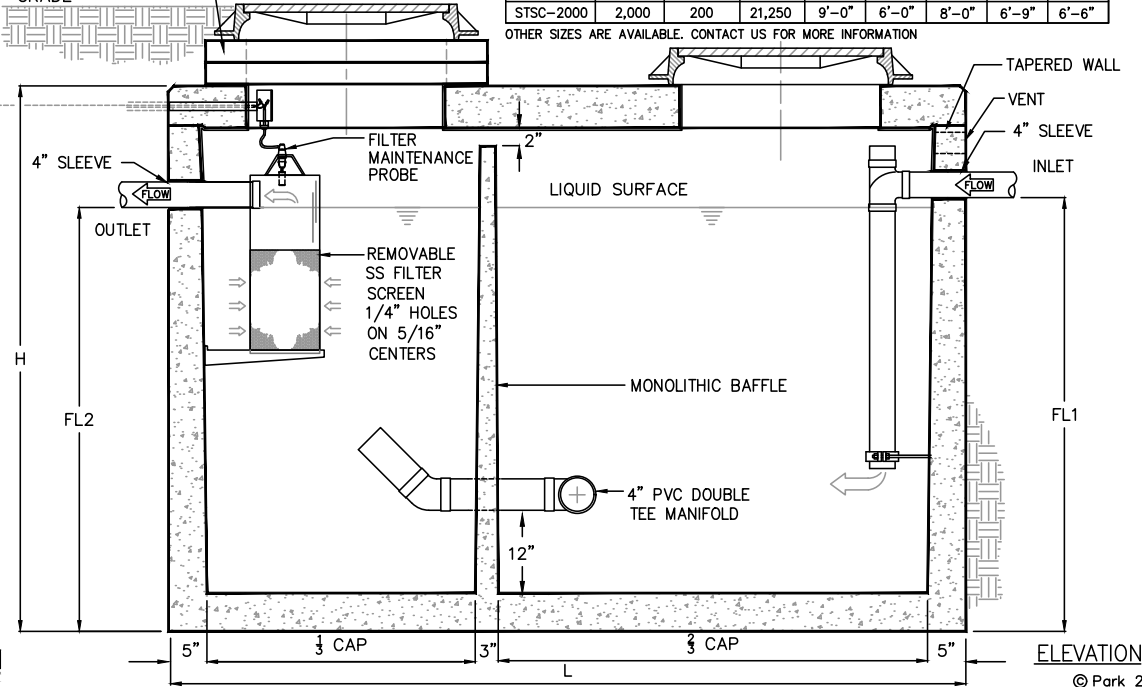 GRADE
STSC-2000 2,000 200 21,250 9'-0" 6'-0" 8'-0" 6'-9" 6'-6"
OTHER SIZES ARE AVAILABLE. CONTACT US FOR MORE INFORMATION
TAPERED WALL
VENT
4" SLEEVE
INLET
FLOW
2"
FILTER
MAINTENANCE
PROBE
4" SLEEVE
FLOW
OUTLET
LIQUID SURFACE
REMOVABLE
SS FILTER
SCREEN
1/4" HOLES
ON 5/16"
CENTERS
H
MONOLITHIC BAFFLE
FL2
FL1
4" PVC DOUBLE
TEE MANIFOLD
12"
5"
1/3 CAP
3"
2/3 CAP
5"
L
ELEVATION
© Park 2